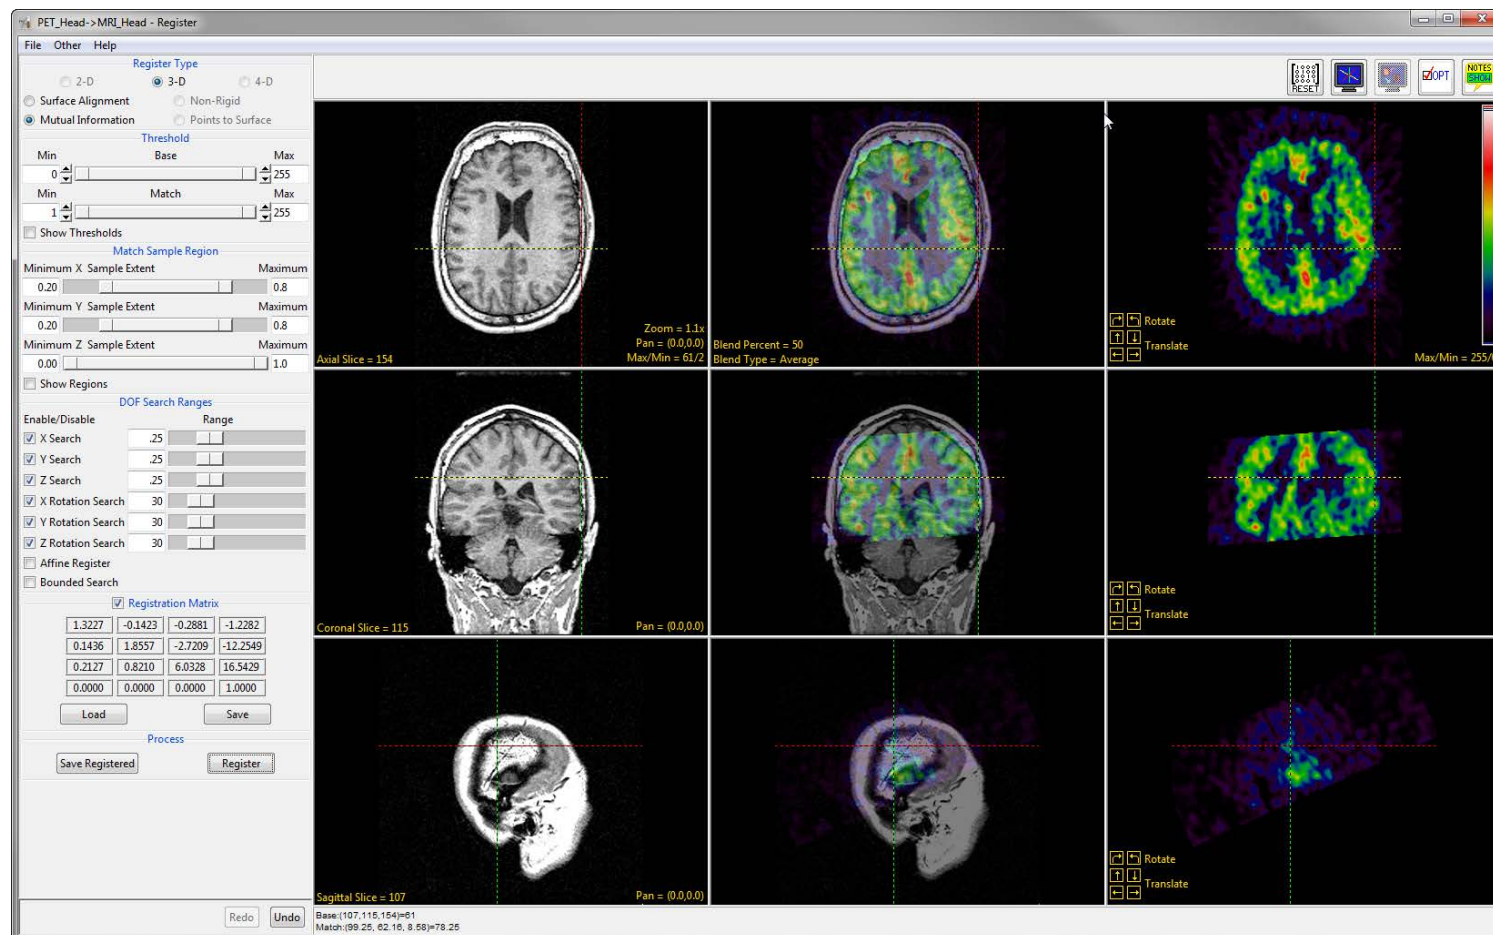 PET_Head->MRI_Head - Register
File Other Help
Register Type
2-D 3-D 4-D
Surface Alignment Non-Rigid
Mutual Information Points to Surface
Threshold
Min Base Max
0 255
Min Match Max
1 255
Show Thresholds
Match Sample Region
Minimum X Sample Extent Maximum
0.20 0.8
Minimum Y Sample Extent Maximum
0.20 0.8
Minimum Z Sample Extent Maximum
0.00 1.0
Show Regions
DOF Search Ranges
Enable/Disable Range
X Search .25
Y Search .25
Z Search .25
X Rotation Search 30
Y Rotation Search 30
Z Rotation Search 30
Affine Register
Bounded Search
Registration Matrix
1.3227 -0.1423 -0.2881 -1.2282
0.1436 1.8557 -2.7209 -12.2549
0.2127 0.8210 6.0328 16.5429
0.0000 0.0000 0.0000 1.0000
Load Save
Process
Save Registered Register
Redo Undo
RESET
OPT
NOTES
SHOW
Axial Slice = 154
Zoom = 1.1x
Pan = (0.0,0.0)
Max/Min = 61/2
Blend Percent = 50
Blend Type = Average
Rotate
Translate
Max/Min = 255/
Coronal Slice = 115
Pan = (0.0,0.0)
Rotate
Translate
Sagittal Slice = 107
Pan = (0.0,0.0)
Rotate
Translate
Base:(107,115,154)=61
Match:(99.25, 62.16, 8.58)=78.25